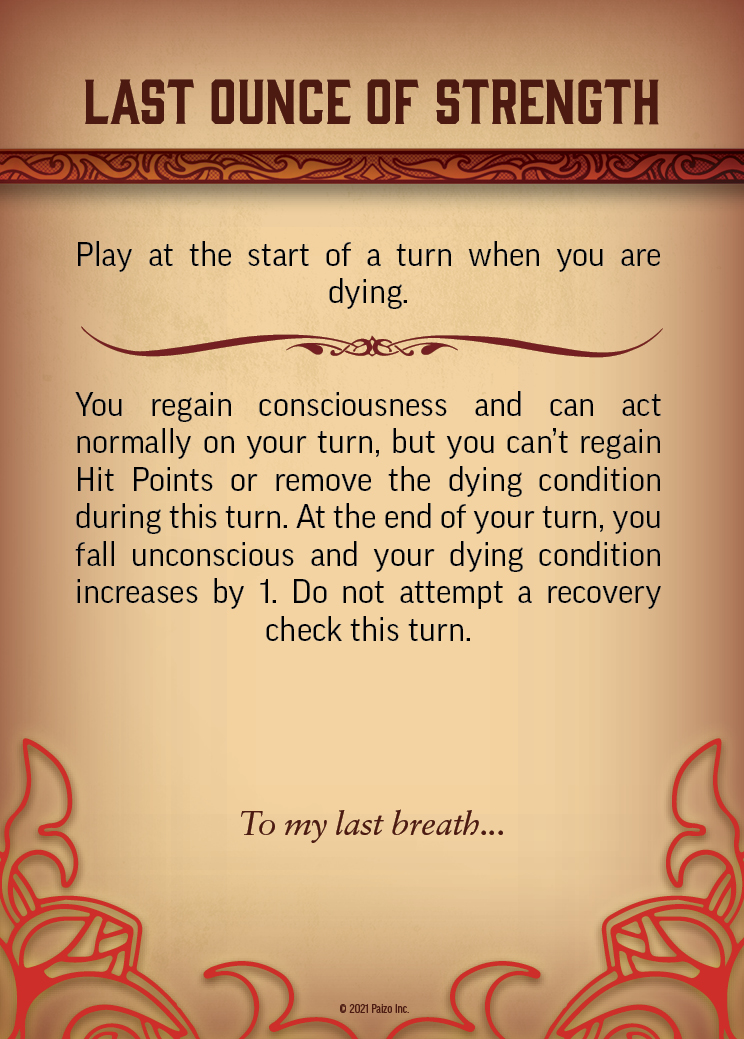 LAST OUNCE OF STRENGTH
Play at the start of a turn when you are
dying.
You regain consciousness and can act
normally on your turn, but you can't regain
Hit Points or remove the dying condition
during this turn. At the end of your turn, you
fall unconscious and your dying condition
increases by 1. Do not attempt a recovery
check this turn.
To my last breath...
© 2021 Paizo Inc.